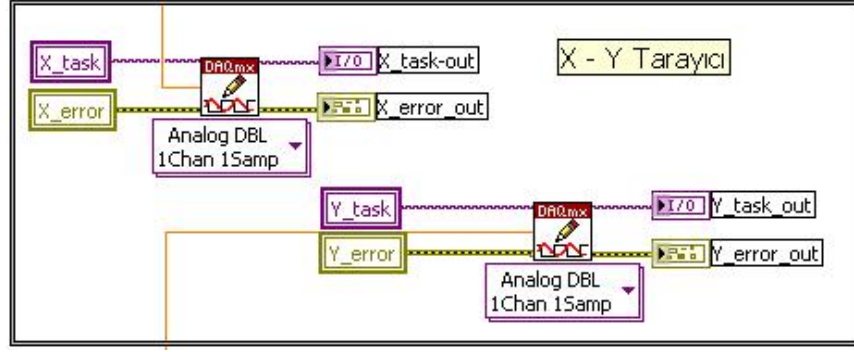 X_task
DAQmx
I/O
X_task-out
X - Y Tarayıcı
X_error
X_error_out
Analog DBL
1Chan 1Samp
Y_task
DAQmx
I/O
Y_task_out
Y_error
Y_error_out
Analog DBL
1Chan 1Samp